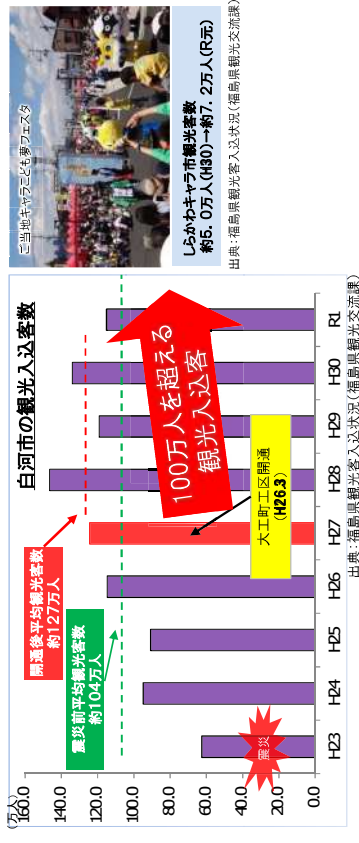 白河市の観光入込客数
(万人)
160.0
140.0
120.0
100.0
80.0
60.0
40.0
20.0
0.0
開通後平均観光客数
約127万人
震災前平均観光客数
約104万人
100万人を超える
観光入込客
大工町工区開通
(H26.3)
震災
H23
H24
H25
H26
H27
H28
H29
H30
R1
出典：福島県観光客入込状況（福島県観光交流課）
ご当地キャラこども夢フェスタ
しらかわキャラ市観光客数
約5.0万人(H30)→約7.2万人(R元)
出典：福島県観光客入込状況（福島県観光交流課）